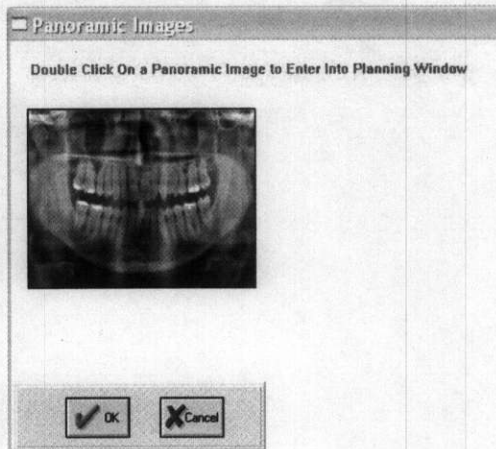 Panoramic Images
Double Click On a Panoramic Image to Enter Into Planning Window
OK
Cancel